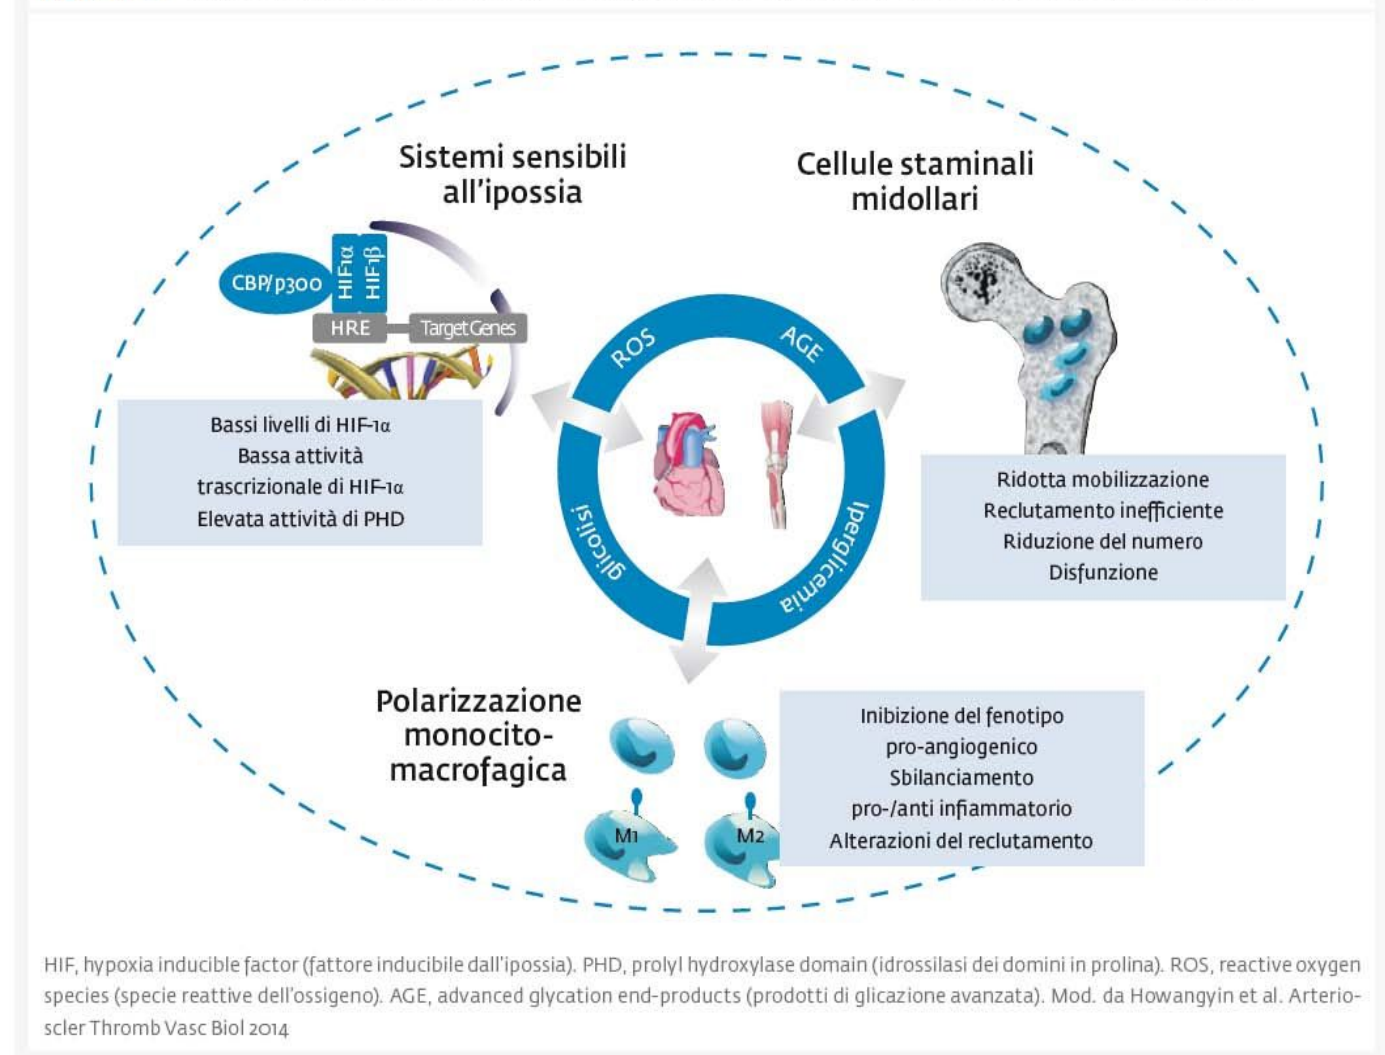 Sistemi sensibili
all'ipossia
Cellule staminali
midollari
CBP/p300
HIF1α
HIF1β
HRE
Target Genes
ROS
AGE
glicolisi
Iperglicemia
Bassi livelli di HIF-1α
Bassa attività
trascrizionale di HIF-1α
Elevata attività di PHD
Ridotta mobilizzazione
Reclutamento inefficiente
Riduzione del numero
Disfunzione
Polarizzazione
monocito-
macrofagica
M1
M2
Inibizione del fenotipo
pro-angiogenico
Sbilanciamento
pro-/anti infiammatorio
Alterazioni del reclutamento
HIF, hypoxia inducible factor (fattore inducibile dall'ipossia). PHD, prolyl hydroxylase domain (idrossilasi dei domini in prolina). ROS, reactive oxygen
species (specie reattive dell'ossigeno). AGE, advanced glycation end-products (prodotti di glicazione avanzata). Mod. da Howangyin et al. Arterio-
scler Thromb Vasc Biol 2014